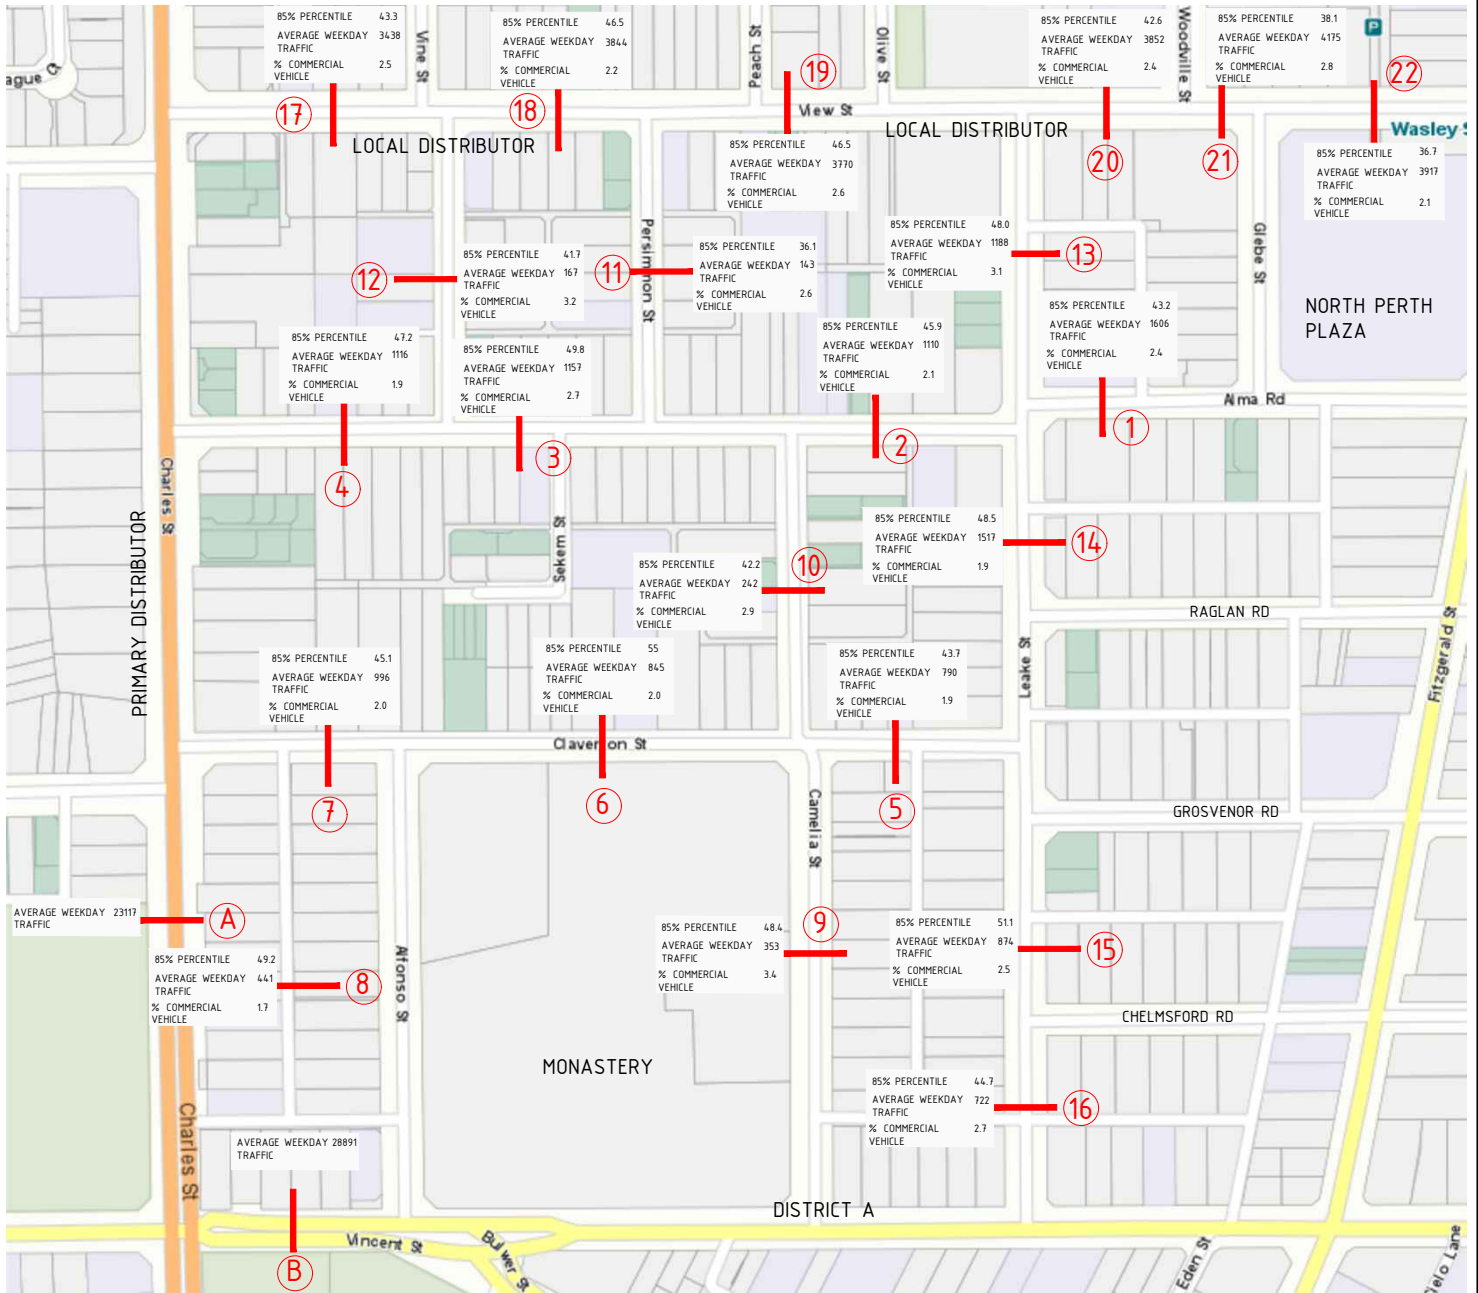 85% PERCENTILE 43.3
AVERAGE WEEKDAY 3438
TRAFFIC
% COMMERCIAL 2.5
VEHICLE
Vine St
85% PERCENTILE 46.5
AVERAGE WEEKDAY 3844
TRAFFIC
% COMMERCIAL 2.2
VEHICLE
Peach St
Olive St
85% PERCENTILE 42.6
AVERAGE WEEKDAY 3852
TRAFFIC
% COMMERCIAL 2.4
VEHICLE
Woodville St
85% PERCENTILE 38.1
AVERAGE WEEKDAY 4175
TRAFFIC
% COMMERCIAL 2.8
VEHICLE
P
ague Ct
17
18
19
22
View St
LOCAL DISTRIBUTOR
LOCAL DISTRIBUTOR
Wasley S
20
21
85% PERCENTILE 46.5
AVERAGE WEEKDAY 3770
TRAFFIC
% COMMERCIAL 2.6
VEHICLE
85% PERCENTILE 36.7
AVERAGE WEEKDAY 3917
TRAFFIC
% COMMERCIAL 2.1
VEHICLE
Persimmon St
Glebe St
85% PERCENTILE 41.7
AVERAGE WEEKDAY 167
TRAFFIC
% COMMERCIAL 3.2
VEHICLE
12
11
85% PERCENTILE 36.1
AVERAGE WEEKDAY 143
TRAFFIC
% COMMERCIAL 2.6
VEHICLE
85% PERCENTILE 48.0
AVERAGE WEEKDAY 1188
TRAFFIC
% COMMERCIAL 3.1
VEHICLE
13
NORTH PERTH
PLAZA
85% PERCENTILE 47.2
AVERAGE WEEKDAY 1116
TRAFFIC
% COMMERCIAL 1.9
VEHICLE
85% PERCENTILE 49.8
AVERAGE WEEKDAY 1157
TRAFFIC
% COMMERCIAL 2.7
VEHICLE
85% PERCENTILE 45.9
AVERAGE WEEKDAY 1110
TRAFFIC
% COMMERCIAL 2.1
VEHICLE
85% PERCENTILE 43.2
AVERAGE WEEKDAY 1606
TRAFFIC
% COMMERCIAL 2.4
VEHICLE
Alma Rd
4
3
2
1
Charles St
PRIMARY DISTRIBUTOR
Sekem St
85% PERCENTILE 48.5
AVERAGE WEEKDAY 1517
TRAFFIC
% COMMERCIAL 1.9
VEHICLE
14
10
85% PERCENTILE 42.2
AVERAGE WEEKDAY 242
TRAFFIC
% COMMERCIAL 2.9
VEHICLE
RAGLAN RD
Leake St
Fitzgerald St
85% PERCENTILE 45.1
AVERAGE WEEKDAY 996
TRAFFIC
% COMMERCIAL 2.0
VEHICLE
85% PERCENTILE 55
AVERAGE WEEKDAY 845
TRAFFIC
% COMMERCIAL 2.0
VEHICLE
85% PERCENTILE 43.7
AVERAGE WEEKDAY 790
TRAFFIC
% COMMERCIAL 1.9
VEHICLE
Claverton St
7
6
5
Camelia St
GROSVENOR RD
AVERAGE WEEKDAY 23117
TRAFFIC
A
85% PERCENTILE 49.2
AVERAGE WEEKDAY 441
TRAFFIC
% COMMERCIAL 1.7
VEHICLE
8
Alfonso St
85% PERCENTILE 48.4
AVERAGE WEEKDAY 353
TRAFFIC
% COMMERCIAL 3.4
VEHICLE
9
85% PERCENTILE 51.1
AVERAGE WEEKDAY 874
TRAFFIC
% COMMERCIAL 2.5
VEHICLE
15
CHELMSFORD RD
MONASTERY
85% PERCENTILE 44.7
AVERAGE WEEKDAY 722
TRAFFIC
% COMMERCIAL 2.7
VEHICLE
16
Charles St
AVERAGE WEEKDAY 28891
TRAFFIC
DISTRICT A
Vincent St
Bulwer St
B
Eden St
ielo Lane